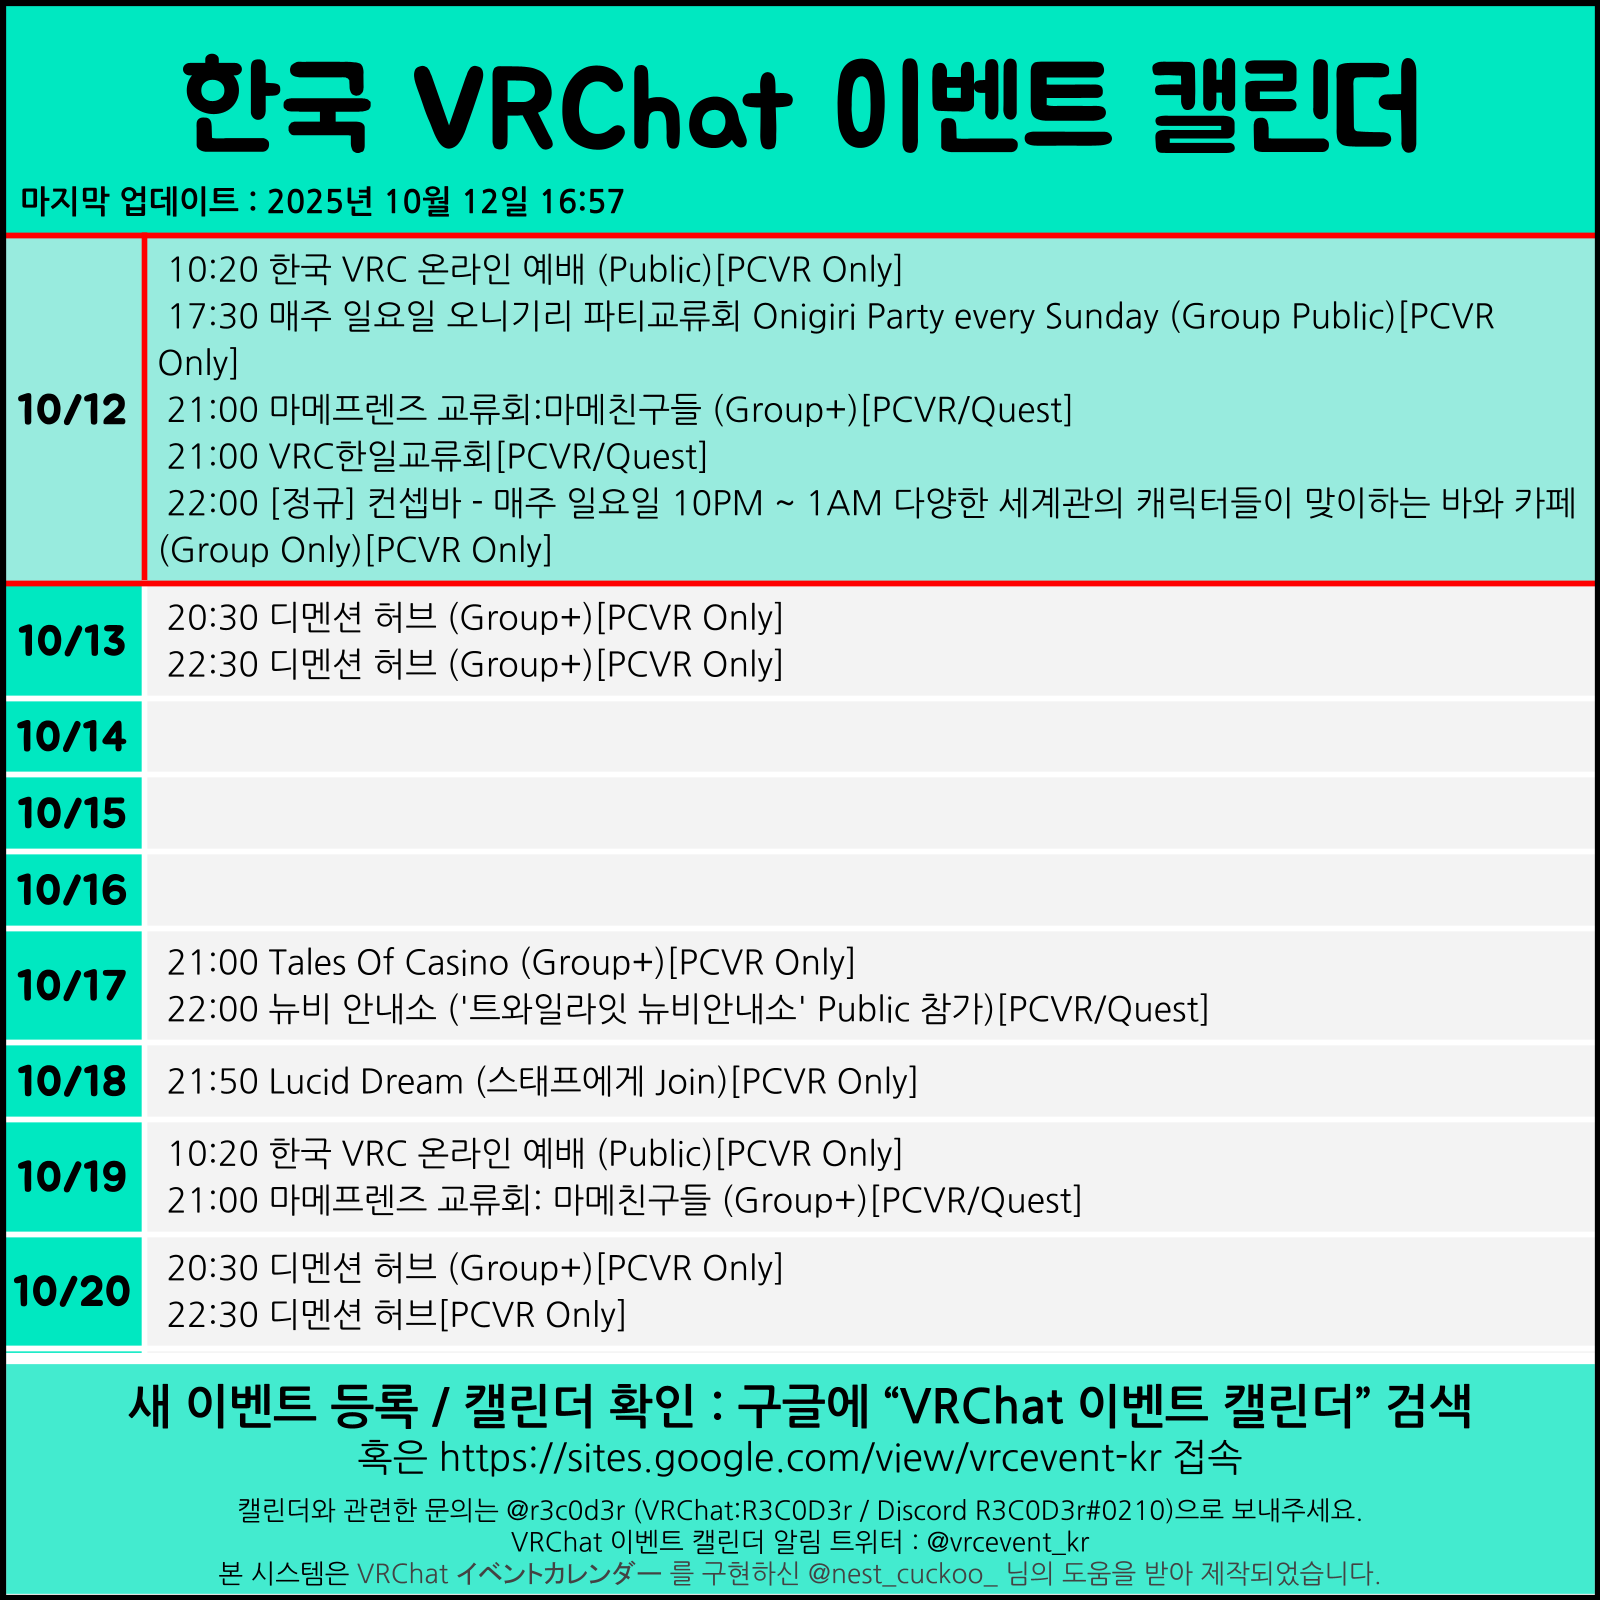 한국 VRChat 이벤트 캘린더
마지막 업데이트 : 2025년 10월 12일 16:57
10/12
10:20 한국 VRC 온라인 예배 (Public)[PCVR Only]
17:30 매주 일요일 오니기리 파티교류회 Onigiri Party every Sunday (Group Public)[PCVR
Only]
21:00 마메프렌즈 교류회:마메친구들 (Group+)[PCVR/Quest]
21:00 VRC한일교류회[PCVR/Quest]
22:00 [정규] 컨셉바 - 매주 일요일 10PM ~ 1AM 다양한 세계관의 캐릭터들이 맞이하는 바와 카페
(Group Only)[PCVR Only]
10/13
20:30 디멘션 허브 (Group+)[PCVR Only]
22:30 디멘션 허브 (Group+)[PCVR Only]
10/14
10/15
10/16
10/17
21:00 Tales Of Casino (Group+)[PCVR Only]
22:00 뉴비 안내소 ('트와일라잇 뉴비안내소' Public 참가)[PCVR/Quest]
10/18
21:50 Lucid Dream (스태프에게 Join)[PCVR Only]
10/19
10:20 한국 VRC 온라인 예배 (Public)[PCVR Only]
21:00 마메프렌즈 교류회: 마메친구들 (Group+)[PCVR/Quest]
10/20
20:30 디멘션 허브 (Group+)[PCVR Only]
22:30 디멘션 허브[PCVR Only]
새 이벤트 등록 / 캘린더 확인 : 구글에 “VRChat 이벤트 캘린더” 검색
혹은 https://sites.google.com/view/vrcevent-kr 접속
캘린더와 관련한 문의는 @r3c0d3r (VRChat:R3C0D3r / Discord R3C0D3r#0210)으로 보내주세요.
VRChat 이벤트 캘린더 알림 트위터 : @vrcevent_kr
본 시스템은 VRChat イベントカレンダー 를 구현하신 @nest_cuckoo_ 님의 도움을 받아 제작되었습니다.